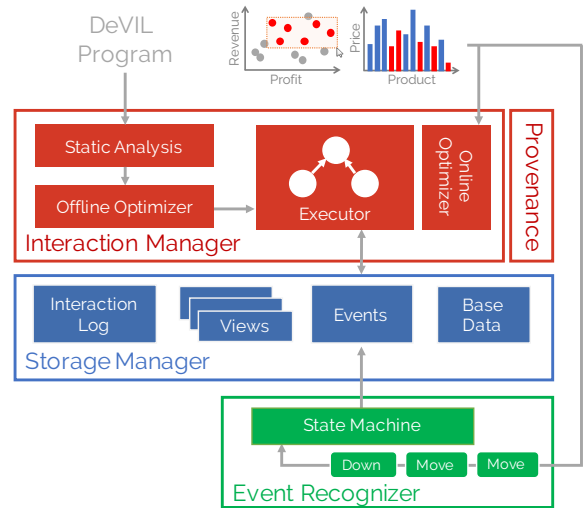 DeVIL
Program
Revenue
Profit
Price
Product
Static Analysis
Offline Optimizer
Executor
Online
Optimizer
Interaction Manager
Provenance
Interaction
Log
Views
Events
Base
Data
Storage Manager
State Machine
Down
Move
Move
Event Recognizer